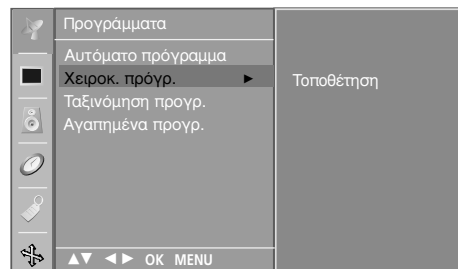 Προγράμματα
Αυτόματο πρόγραμμα
Χειροκ. πρόγρ. ►
Τοποθέτηση
Ταξινόμηση προγρ.
Αγαπημένα προγρ.
▲▼ ◄► OK MENU